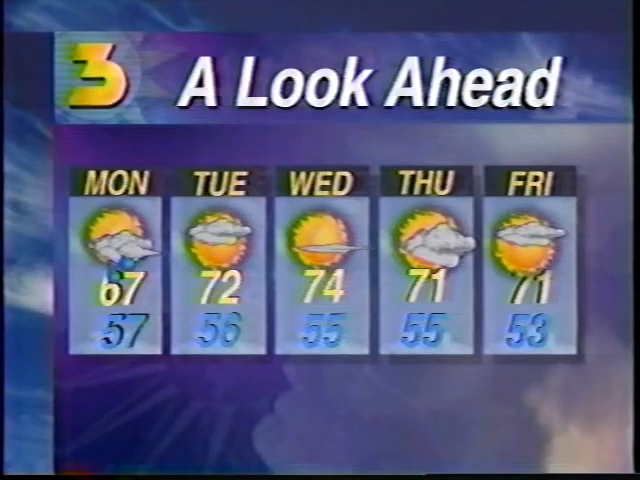 3 A Look Ahead
MON TUE WED THU FRI
67 72 74 71 71
57 56 55 55 53